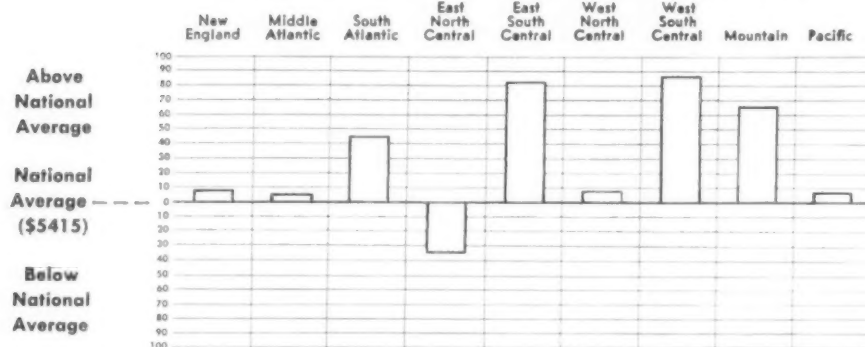 New
England
Middle
Atlantic
South
Atlantic
East
North
Central
East
South
Central
West
North
Central
West
South
Central
Mountain
Pacific
Above
National
Average
National
Average
($5415)
Below
National
Average
100
90
80
70
60
50
40
30
20
10
0
10
20
30
40
50
60
70
80
90
100